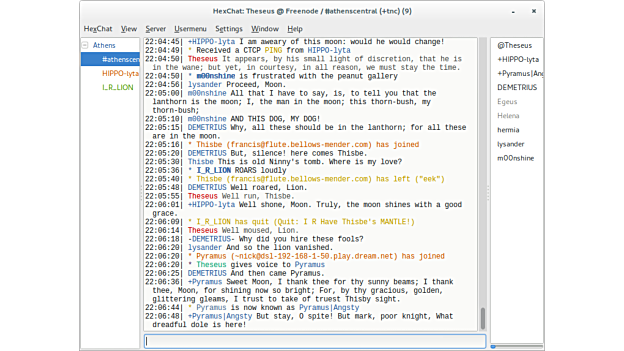 HexChat: Theseus @ Freenode / #athenscentral (+tnc) (9)
HexChat View Server Usermenu Settings Window Help
Athens
#athenscen
HIPPO-lyta
I_R_LION
22:04:45| +HIPPO-lyta I am aweary of this moon: would he would change!
22:04:49| * Received a CTCP PING from HIPPO-lyta
22:04:50| Theseus It appears, by his small light of discretion, that he is
in the wane; but yet, in courtesy, in all reason, we must stay the time.
22:04:50| * m00nshine is frustrated with the peanut gallery
22:04:56| lysander Proceed, Moon.
22:05:00| m00nshine All that I have to say, is, to tell you that the
lanthorn is the moon; I, the man in the moon; this thorn-bush, my
thorn-bush;
22:05:10| m00nshine AND THIS DOG, MY DOG!
22:05:15| DEMETRIUS Why, all these should be in the lanthorn; for all these
are in the moon.
22:05:16| * Thisbe (francis@flute.bellows-mender.com) has joined
22:05:20| DEMETRIUS But, silence! here comes Thisbe.
22:05:30| Thisbe This is old Ninny's tomb. Where is my love?
22:05:36| * I_R_LION ROARS loudly
22:05:40| * Thisbe (francis@flute.bellows-mender.com) has left ("eek")
22:05:48| DEMETRIUS Well roared, Lion.
22:05:55| Theseus Well run, Thisbe.
22:06:01| +HIPPO-lyta Well shone, Moon. Truly, the moon shines with a good
grace.
22:06:09| * I_R_LION has quit (Quit: I R Have Thisbe's MANTLE!)
22:06:14| Theseus Well moused, Lion.
22:06:18| -DEMETRIUS- Why did you hire these fools?
22:06:20| lysander And so the lion vanished.
22:06:20| * Pyramus (~nick@dsl-192-168-1-50.play.dream.net) has joined
22:06:20| * Theseus gives voice to Pyramus
22:06:25| DEMETRIUS And then came Pyramus.
22:06:36| +Pyramus Sweet Moon, I thank thee for thy sunny beams; I thank
thee, Moon, for shining now so bright; For, by thy gracious, golden,
glittering gleams, I trust to take of truest Thisby sight.
22:06:44| * Pyramus is now known as Pyramus|Angsty
22:06:48| +Pyramus|Angsty But stay, O spite! But mark, poor knight, What
dreadful dole is here!
@Theseus
+HIPPO-lyta
+Pyramus|Ang
DEMETRIUS
Egeus
Helena
hermia
lysander
m00nshine